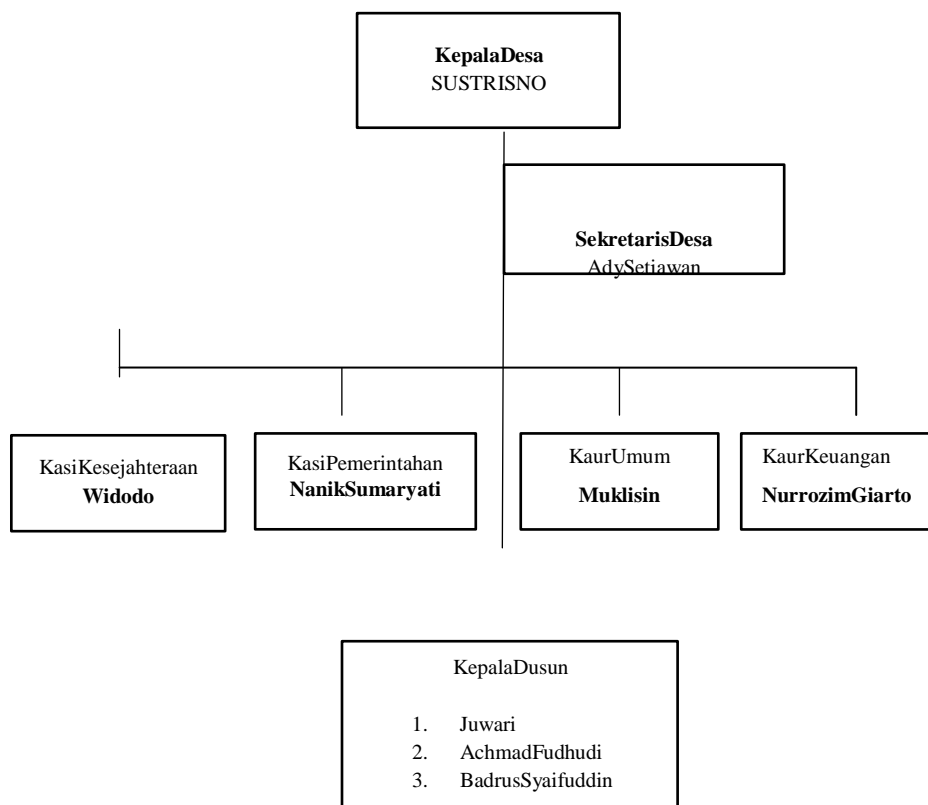 KepalaDesa
SUSTRISNO
SekretarisDesa
AdySetiawan
KasiKesejahteraan
Widodo
KasiPemerintahan
NanikSumaryati
KaurUmum
Muklisin
KaurKeuangan
NurrozimGiarto
KepalaDusun
1. Juwari
2. AchmadFudhudi
3. BadrusSyaifuddin